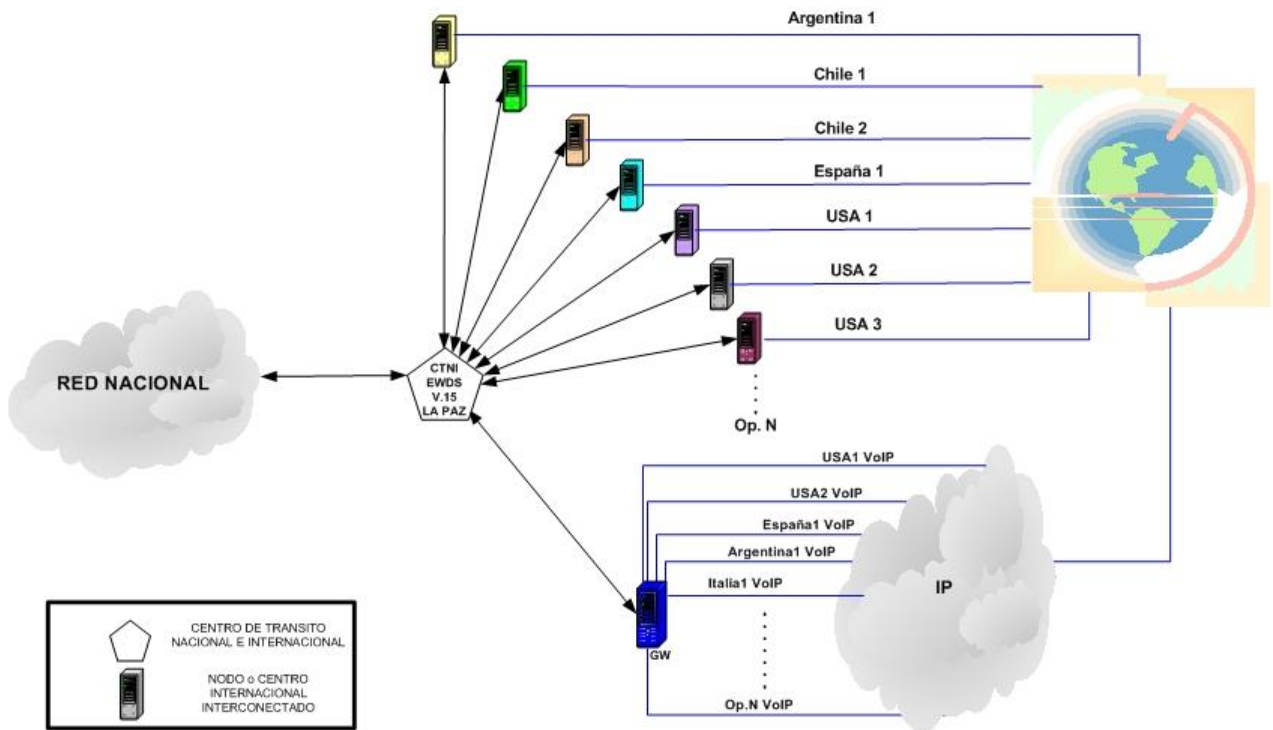 Argentina 1
Chile 1
Chile 2
España 1
USA 1
USA 2
USA 3
Op. N
RED NACIONAL
CTNI
EWDS
V.15
LA PAZ
USA1 VoIP
USA2 VoIP
España1 VoIP
Argentina1 VoIP
Italia1 VoIP
IP
GW
Op.N VoIP
CENTRO DE TRANSITO
NACIONAL E INTERNACIONAL
NODO o CENTRO
INTERNACIONAL
INTERCONECTADO